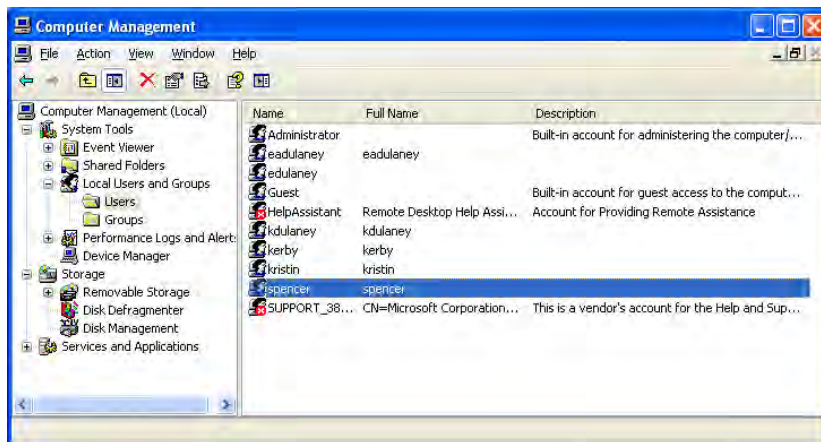 Computer Management
File Action View Window Help
Computer Management (Local)
System Tools
Event Viewer
Shared Folders
Local Users and Groups
Users
Groups
Performance Logs and Alert
Device Manager
Storage
Removable Storage
Disk Defragmenter
Disk Management
Services and Applications
Name Full Name Description
Administrator Built-in account for administering the computer/...
eadulaney eadulaney
edulaney
Guest Built-in account for guest access to the comput...
HelpAssistant Remote Desktop Help Assi... Account for Providing Remote Assistance
kdulaney kdulaney
kerby kerby
kristin kristin
spencer spencer
SUPPORT_38... CN=Microsoft Corporation... This is a vendor's account for the Help and Sup...